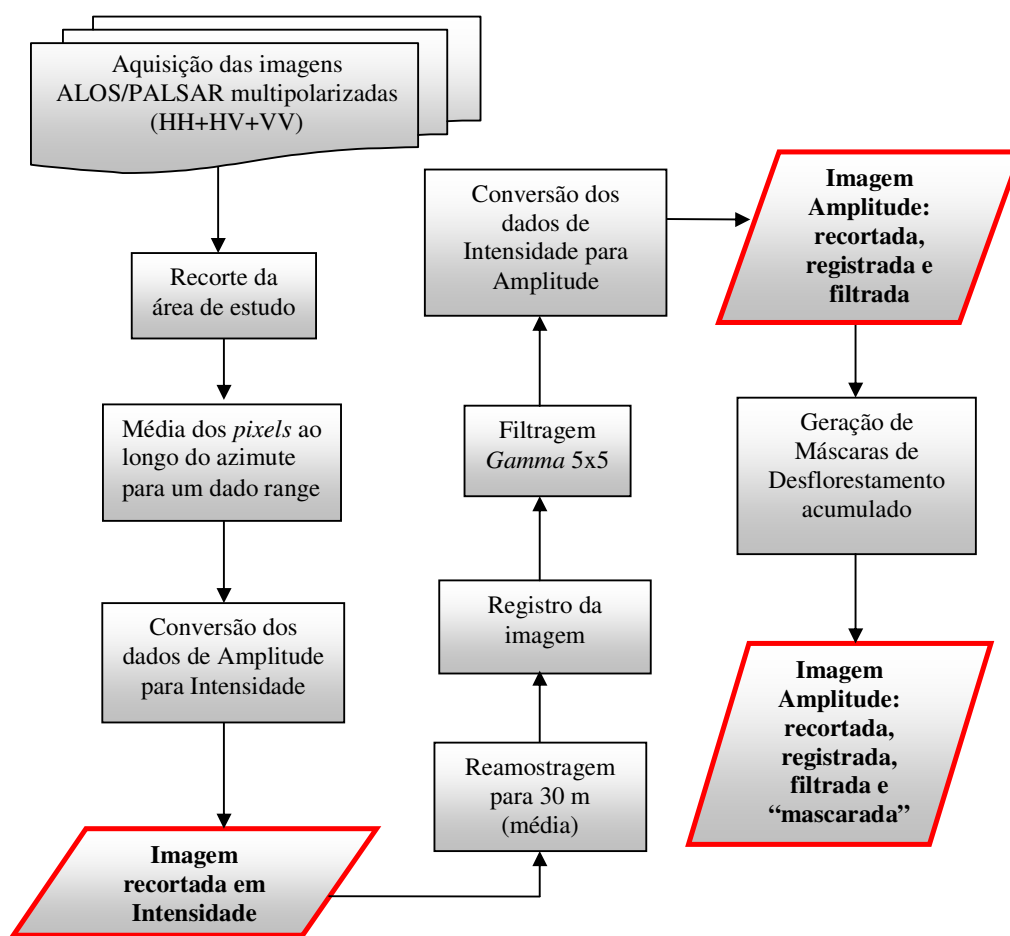 Aquisição das imagens
ALOS/PALSAR multipolarizadas
(HH+HV+VV)
Recorte da
área de estudo
Média dos pixels ao
longo do azimute
para um dado range
Conversão dos
dados de Amplitude
para Intensidade
Imagem
recortada em
Intensidade
Reamostragem
para 30 m
(média)
Registro da
imagem
Filtragem
Gamma 5x5
Conversão dos
dados de
Intensidade para
Amplitude
Imagem
Amplitude:
recortada,
registrada e
filtrada
Geração de
Máscaras de
Desflorestamento
acumulado
Imagem
Amplitude:
recortada,
registrada,
filtrada e
“mascarada”